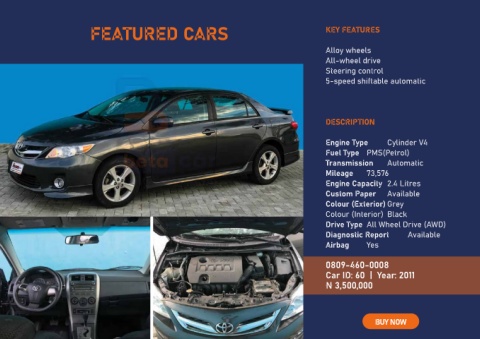 FEATURED CARS
KEY FEATURES
Alloy wheels
All-wheel drive
Steering control
5-speed shiftable automatic
DESCRIPTION
Engine Type Cylinder V4
Fuel Type PMS(Petrol)
Transmission Automatic
Mileage 73,576
Engine Capacity 2.4 Litres
Custom Paper Available
Colour (Exterior) Grey
Colour (Interior) Black
Drive Type All Wheel Drive (AWD)
Diagnostic Report Available
Airbag Yes
0809-460-0008
Car ID: 60 | Year: 2011
N 3,500,000
BUY NOW